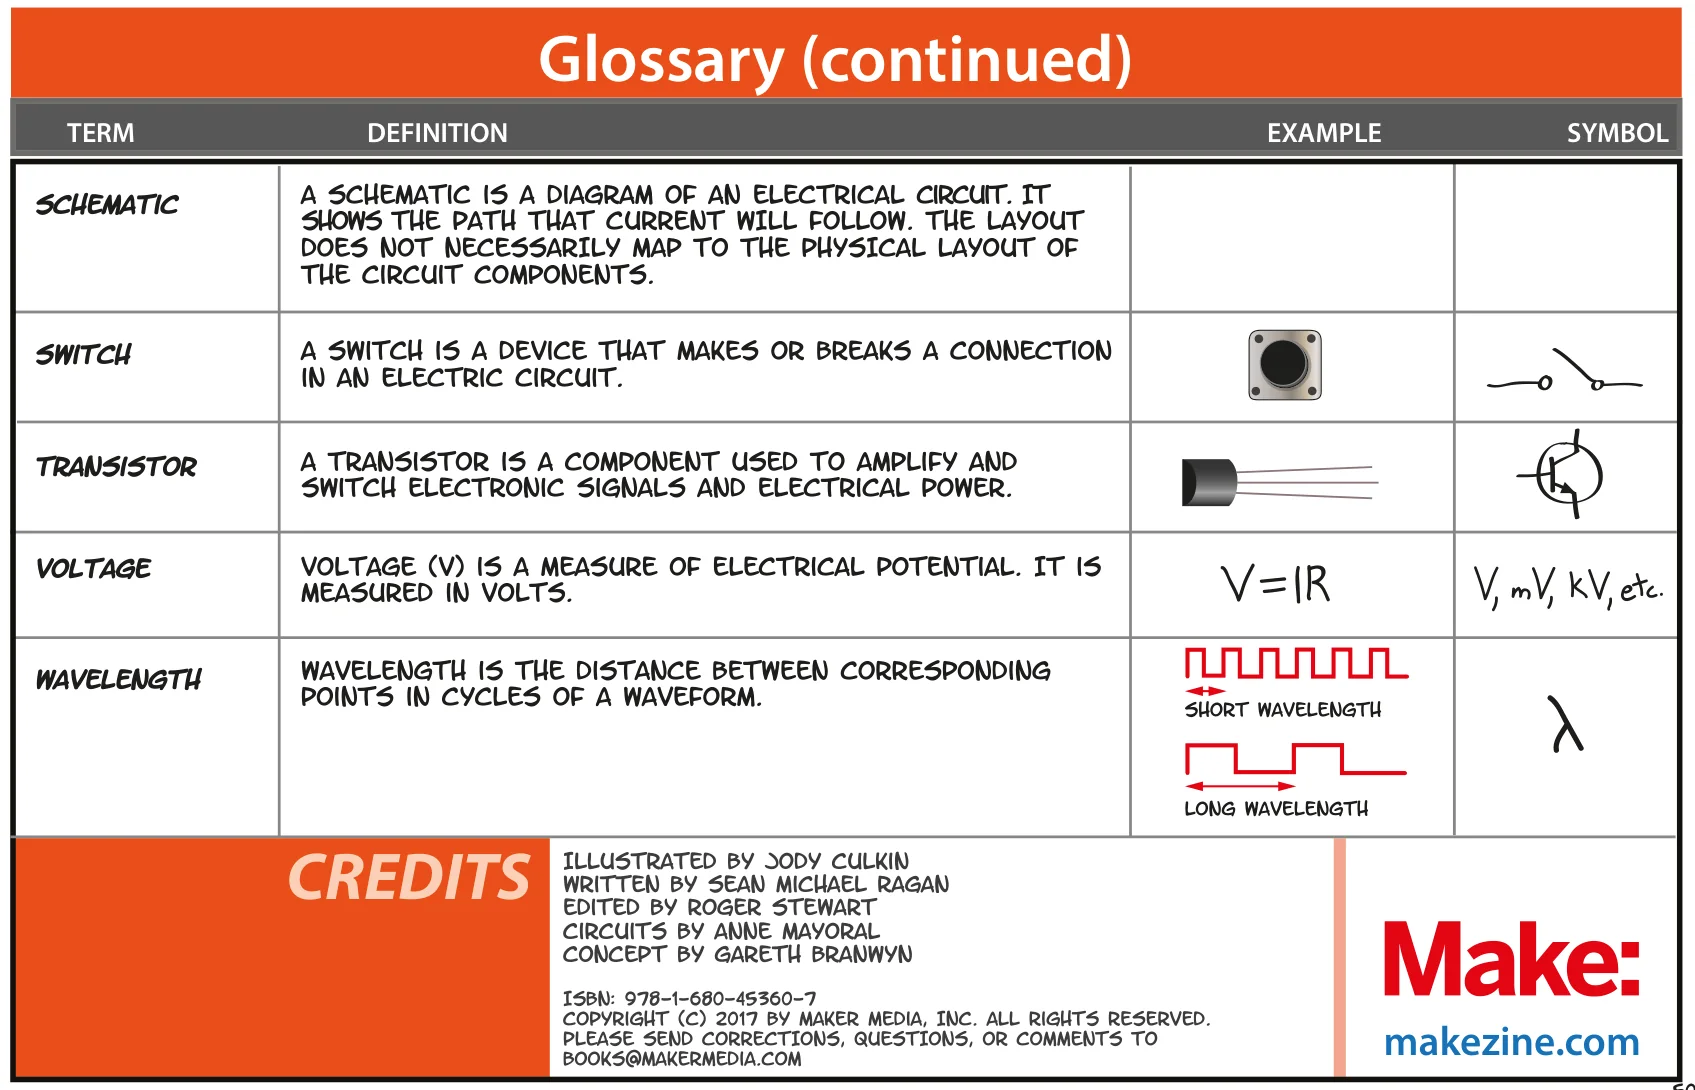 Glossary (continued)
TERM DEFINITION EXAMPLE SYMBOL
SCHEMATIC
A SCHEMATIC IS A DIAGRAM OF AN ELECTRICAL CIRCUIT. IT
SHOWS THE PATH THAT CURRENT WILL FOLLOW. THE LAYOUT
DOES NOT NECESSARILY MAP TO THE PHYSICAL LAYOUT OF
THE CIRCUIT COMPONENTS.
SWITCH
A SWITCH IS A DEVICE THAT MAKES OR BREAKS A CONNECTION
IN AN ELECTRIC CIRCUIT.
TRANSISTOR
A TRANSISTOR IS A COMPONENT USED TO AMPLIFY AND
SWITCH ELECTRONIC SIGNALS AND ELECTRICAL POWER.
VOLTAGE
VOLTAGE (V) IS A MEASURE OF ELECTRICAL POTENTIAL. IT IS
MEASURED IN VOLTS.
V=IR
V, mV, kV, etc.
WAVELENGTH
WAVELENGTH IS THE DISTANCE BETWEEN CORRESPONDING
POINTS IN CYCLES OF A WAVEFORM.
SHORT WAVELENGTH
LONG WAVELENGTH
λ
CREDITS
ILLUSTRATED BY JODY CULKIN
WRITTEN BY SEAN MICHAEL RAGAN
EDITED BY ROGER STEWART
CIRCUITS BY ANNE MAYORAL
CONCEPT BY GARETH BRANWYN
ISBN: 978-1-680-45360-7
COPYRIGHT (C) 2017 BY MAKER MEDIA, INC. ALL RIGHTS RESERVED.
PLEASE SEND CORRECTIONS, QUESTIONS, OR COMMENTS TO
BOOKS@MAKERMEDIA.COM
Make:
makezine.com